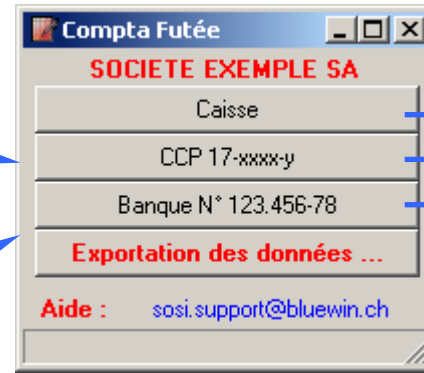 Compta Futée
SOCIETE EXEMPLE SA
Caisse
CCP 17-xxxx-y
Banque N° 123.456-78
Exportation des données ...
Aide : sosi.support@bluewin.ch